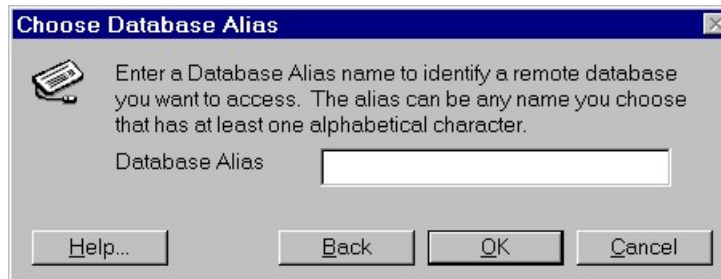 Choose Database Alias
Enter a Database Alias name to identify a remote database
you want to access. The alias can be any name you choose
that has at least one alphabetical character.
Database Alias
Help... Back OK Cancel